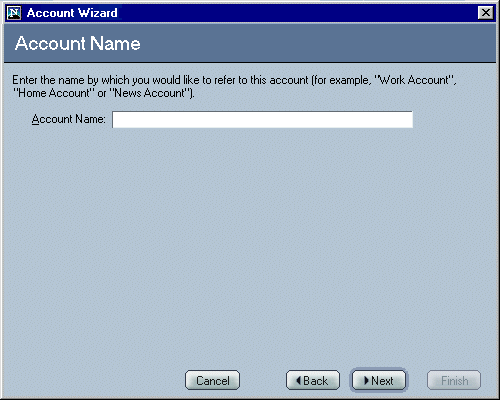 Account Wizard
Account Name
Enter the name by which you would like to refer to this account (for example, "Work Account",
"Home Account" or "News Account").
Account Name:
Cancel Back Next Finish